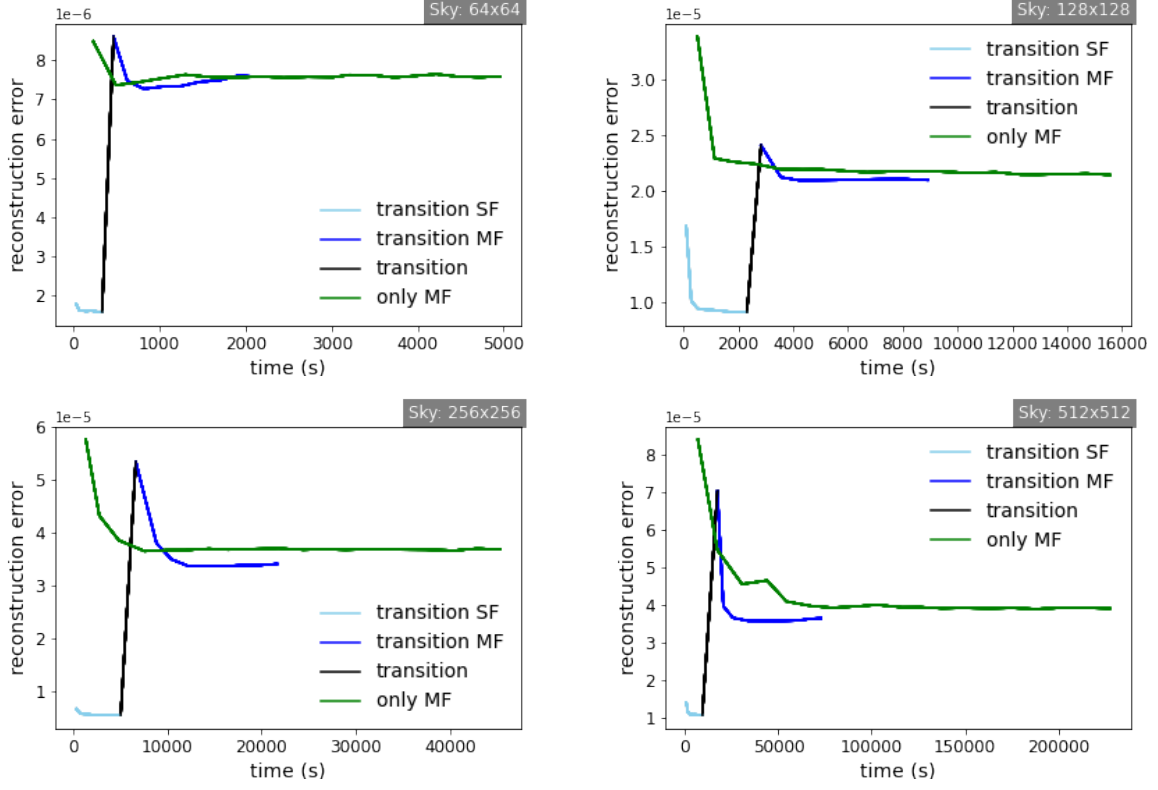 Sky: 64x64
1e−6
reconstruction error
8
7
6
5
4
3
2
transition SF
transition MF
transition
only MF
0
1000
2000
3000
4000
5000
time (s)
Sky: 128x128
1e−5
reconstruction error
3.0
2.5
2.0
1.5
1.0
transition SF
transition MF
transition
only MF
0
2000
4000
6000
8000
10000
12000
14000
16000
time (s)
Sky: 256x256
1e−5
reconstruction error
6
5
4
3
2
1
transition SF
transition MF
transition
only MF
0
10000
20000
30000
40000
time (s)
Sky: 512x512
1e−5
reconstruction error
8
7
6
5
4
3
2
1
transition SF
transition MF
transition
only MF
0
50000
100000
150000
200000
time (s)